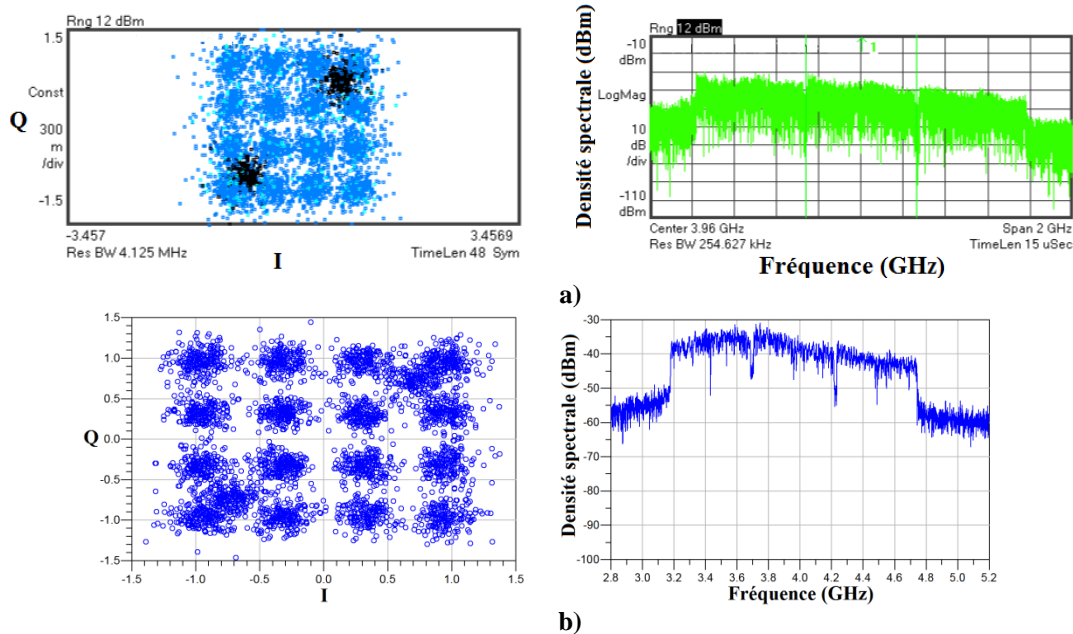 Rng 12 dBm
1.5
Const
Q
300
m
/div
-1.5
-3.457
3.4569
Res BW 4.125 MHz
TimeLen 48 Sym
I
Rng 12 dBm
Densité spectrale (dBm)
-10
dBm
LogMag
10
dB
/div
-110
dBm
1
Center 3.96 GHz
Span 2 GHz
Res BW 254.627 kHz
TimeLen 15 uSec
Fréquence (GHz)
a)
1.5
1.0
0.5
Q
0.0
-0.5
-1.0
-1.5
-1.5 -1.0 -0.5 0.0 0.5 1.0 1.5
I
Densité spectrale (dBm)
-30
-40
-50
-60
-70
-80
-90
-100
2.8 3.0 3.2 3.4 3.6 3.8 4.0 4.2 4.4 4.6 4.8 5.0 5.2
Fréquence (GHz)
b)